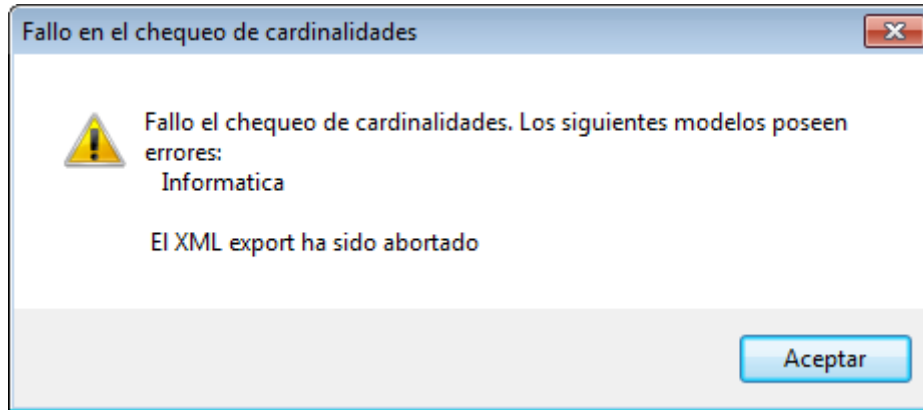 Fallo en el chequeo de cardinalidades
Fallo el chequeo de cardinalidades. Los siguientes modelos poseen
errores:
Informatica
El XML export ha sido abortado
Aceptar